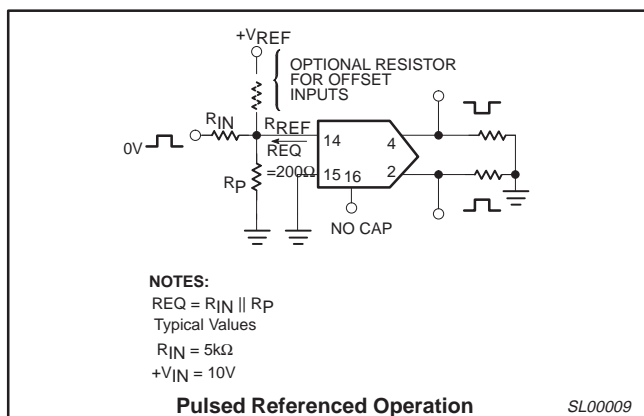 +VREF
OPTIONAL RESISTOR
FOR OFFSET
INPUTS
RIN
RREF
0V
REQ
=200Ω
RP
14
15
16
4
2
NO CAP
NOTES:
REQ = RIN || RP
Typical Values
RIN = 5kΩ
+VIN = 10V
Pulsed Referenced Operation
SL00009